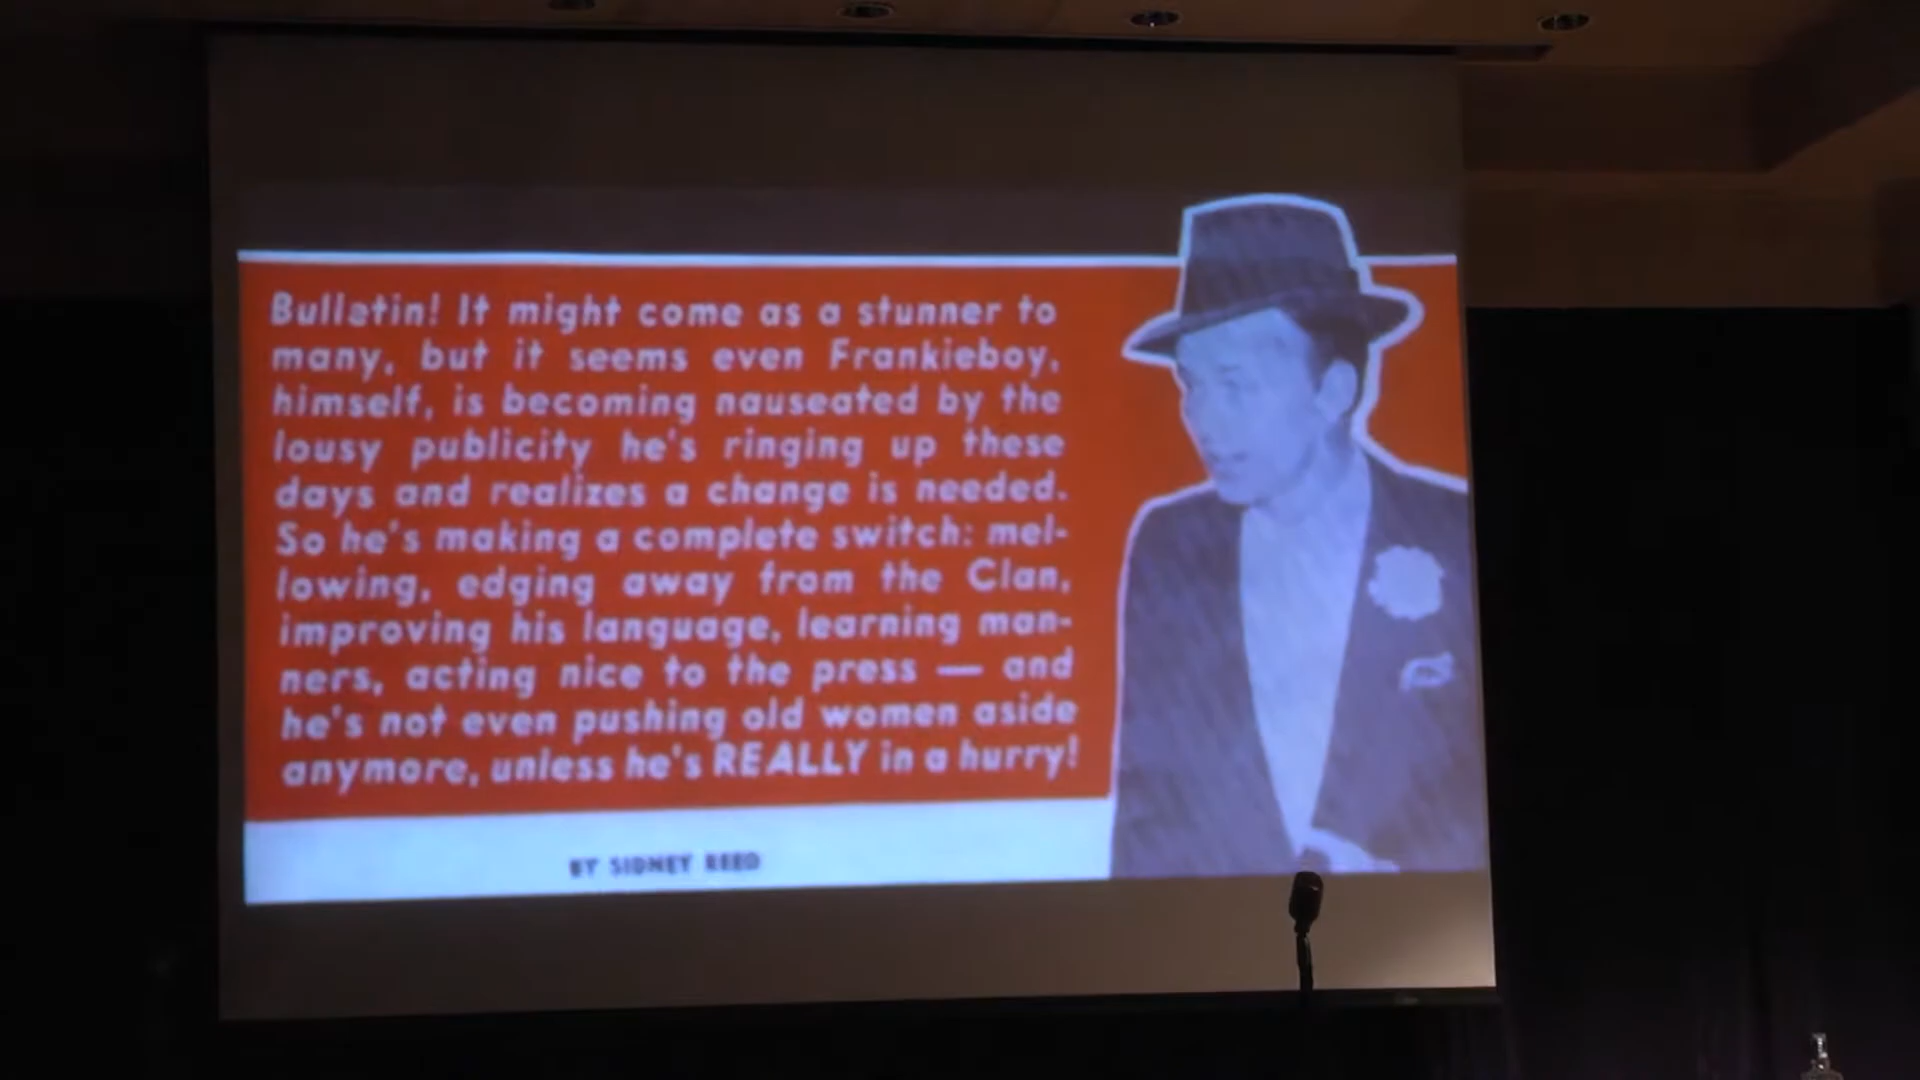 Bulletin! It might come as a stunner to
many, but it seems even Frankieboy,
himself, is becoming nauseated by the
lousy publicity he's ringing up these
days and realizes a change is needed.
So he's making a complete switch: mel-
lowing, edging away from the Clan,
improving his language, learning man-
ners, acting nice to the press — and
he's not even pushing old women aside
anymore, unless he's REALLY in a hurry!
BY SIDNEY REED